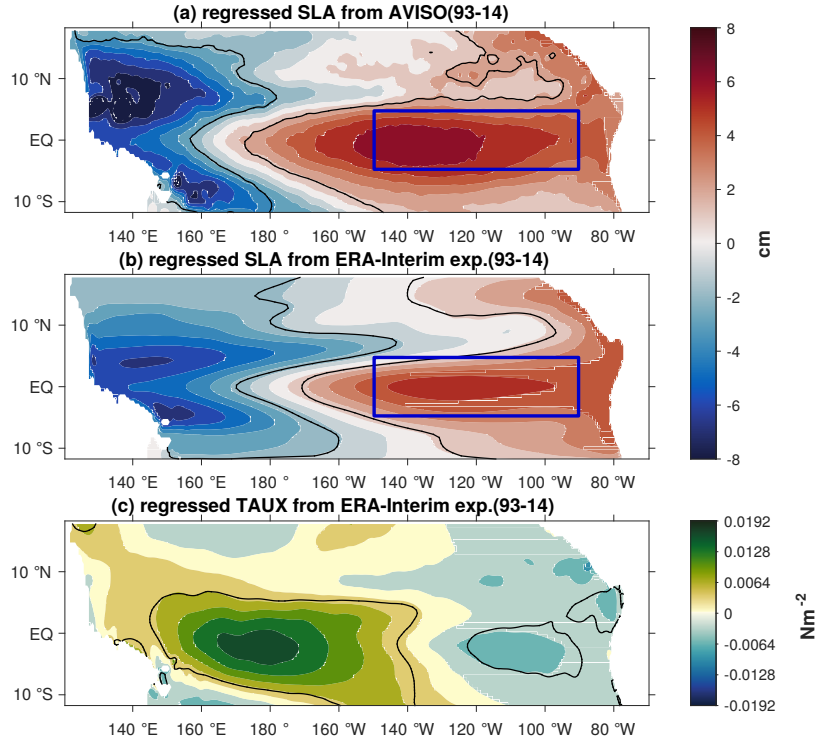 (a) regressed SLA from AVISO(93-14)
10 °N
EQ
10 °S
140 °E 160 °E 180 ° 160 °W 140 °W 120 °W 100 °W 80 °W
(b) regressed SLA from ERA-Interim exp.(93-14)
10 °N
EQ
10 °S
140 °E 160 °E 180 ° 160 °W 140 °W 120 °W 100 °W 80 °W
8
6
4
2
0
-2
-4
-6
-8
cm
(c) regressed TAUX from ERA-Interim exp.(93-14)
10 °N
EQ
10 °S
140 °E 160 °E 180 ° 160 °W 140 °W 120 °W 100 °W 80 °W
0.0192
0.0128
0.0064
0
-0.0064
-0.0128
-0.0192
Nm-2